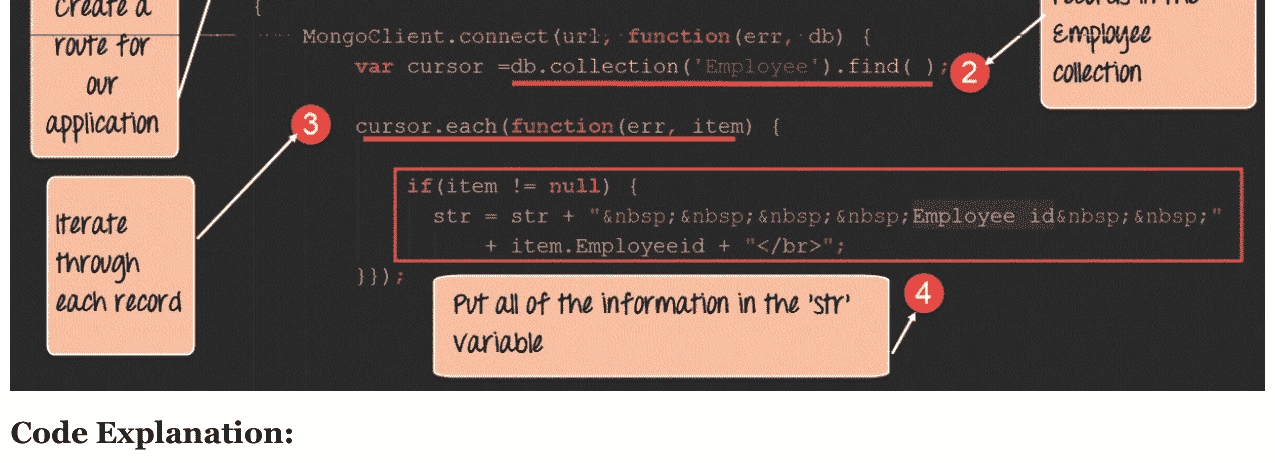 Create a
route for
our
application
{
MongoClient.connect(url, function(err, db) {
var cursor =db.collection('Employee').find( );
2
records in the
Employee
collection
3
cursor.each(function(err, item) {
Iterate
through
each record
if(item != null) {
str = str + "&nbsp;&nbsp;&nbsp;&nbsp;Employee id&nbsp;&nbsp;"
+ item.Employeeid + "</br>";
}});
Put all of the information in the 'str'
variable
4
Code Explanation: